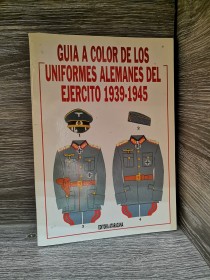 GUIA A COLOR DE LOS
UNIFORMES ALEMANES DEL
EJERCITO 1939-1945